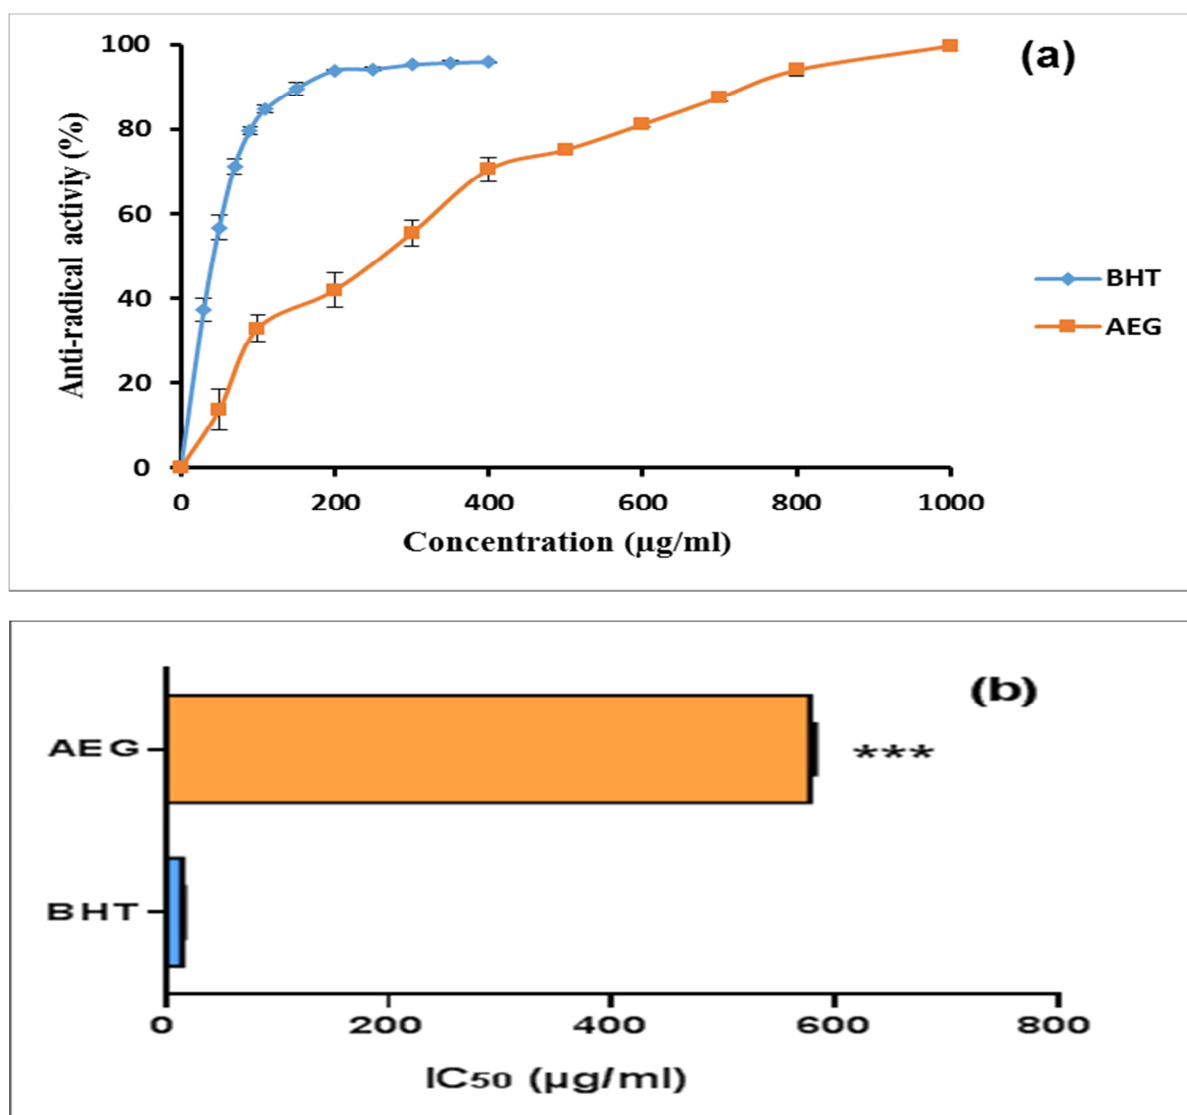 (a)
100
80
60
40
20
0
Anti-radical activiy (%)
0 200 400 600 800 1000
Concentration (μg/ml)
BHT
AEG
(b)
AEG
***
BHT
0 200 400 600 800
IC50 (μg/ml)